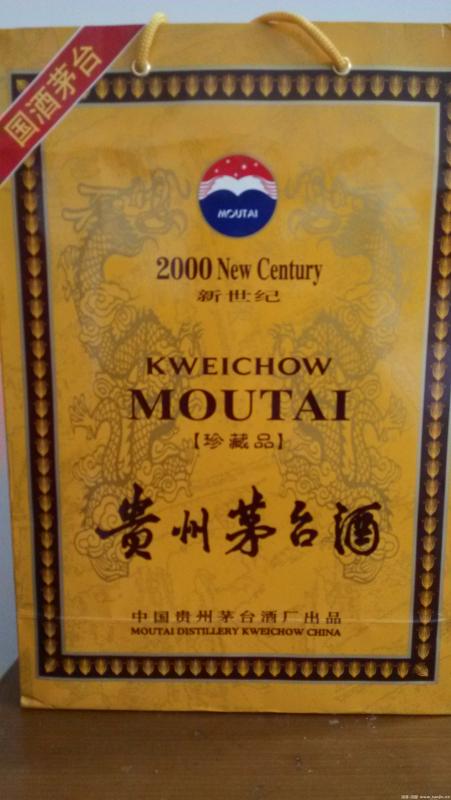 国酒茅台
MOUTAI
2000 New Century
新世纪
KWEICHOW
MOUTAI
【珍藏品】
贵州茅台酒
中国贵州茅台酒厂出品
MOUTAI DISTILLERY KWEICHOW CHINA